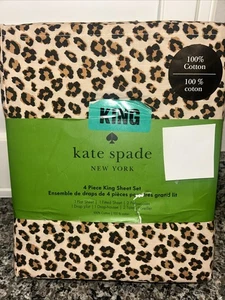 KING
100%
Cotton
100 %
coton
kate spade
NEW YORK
4 Piece King Sheet Set
Ensemble de draps de 4 pièces grand lit